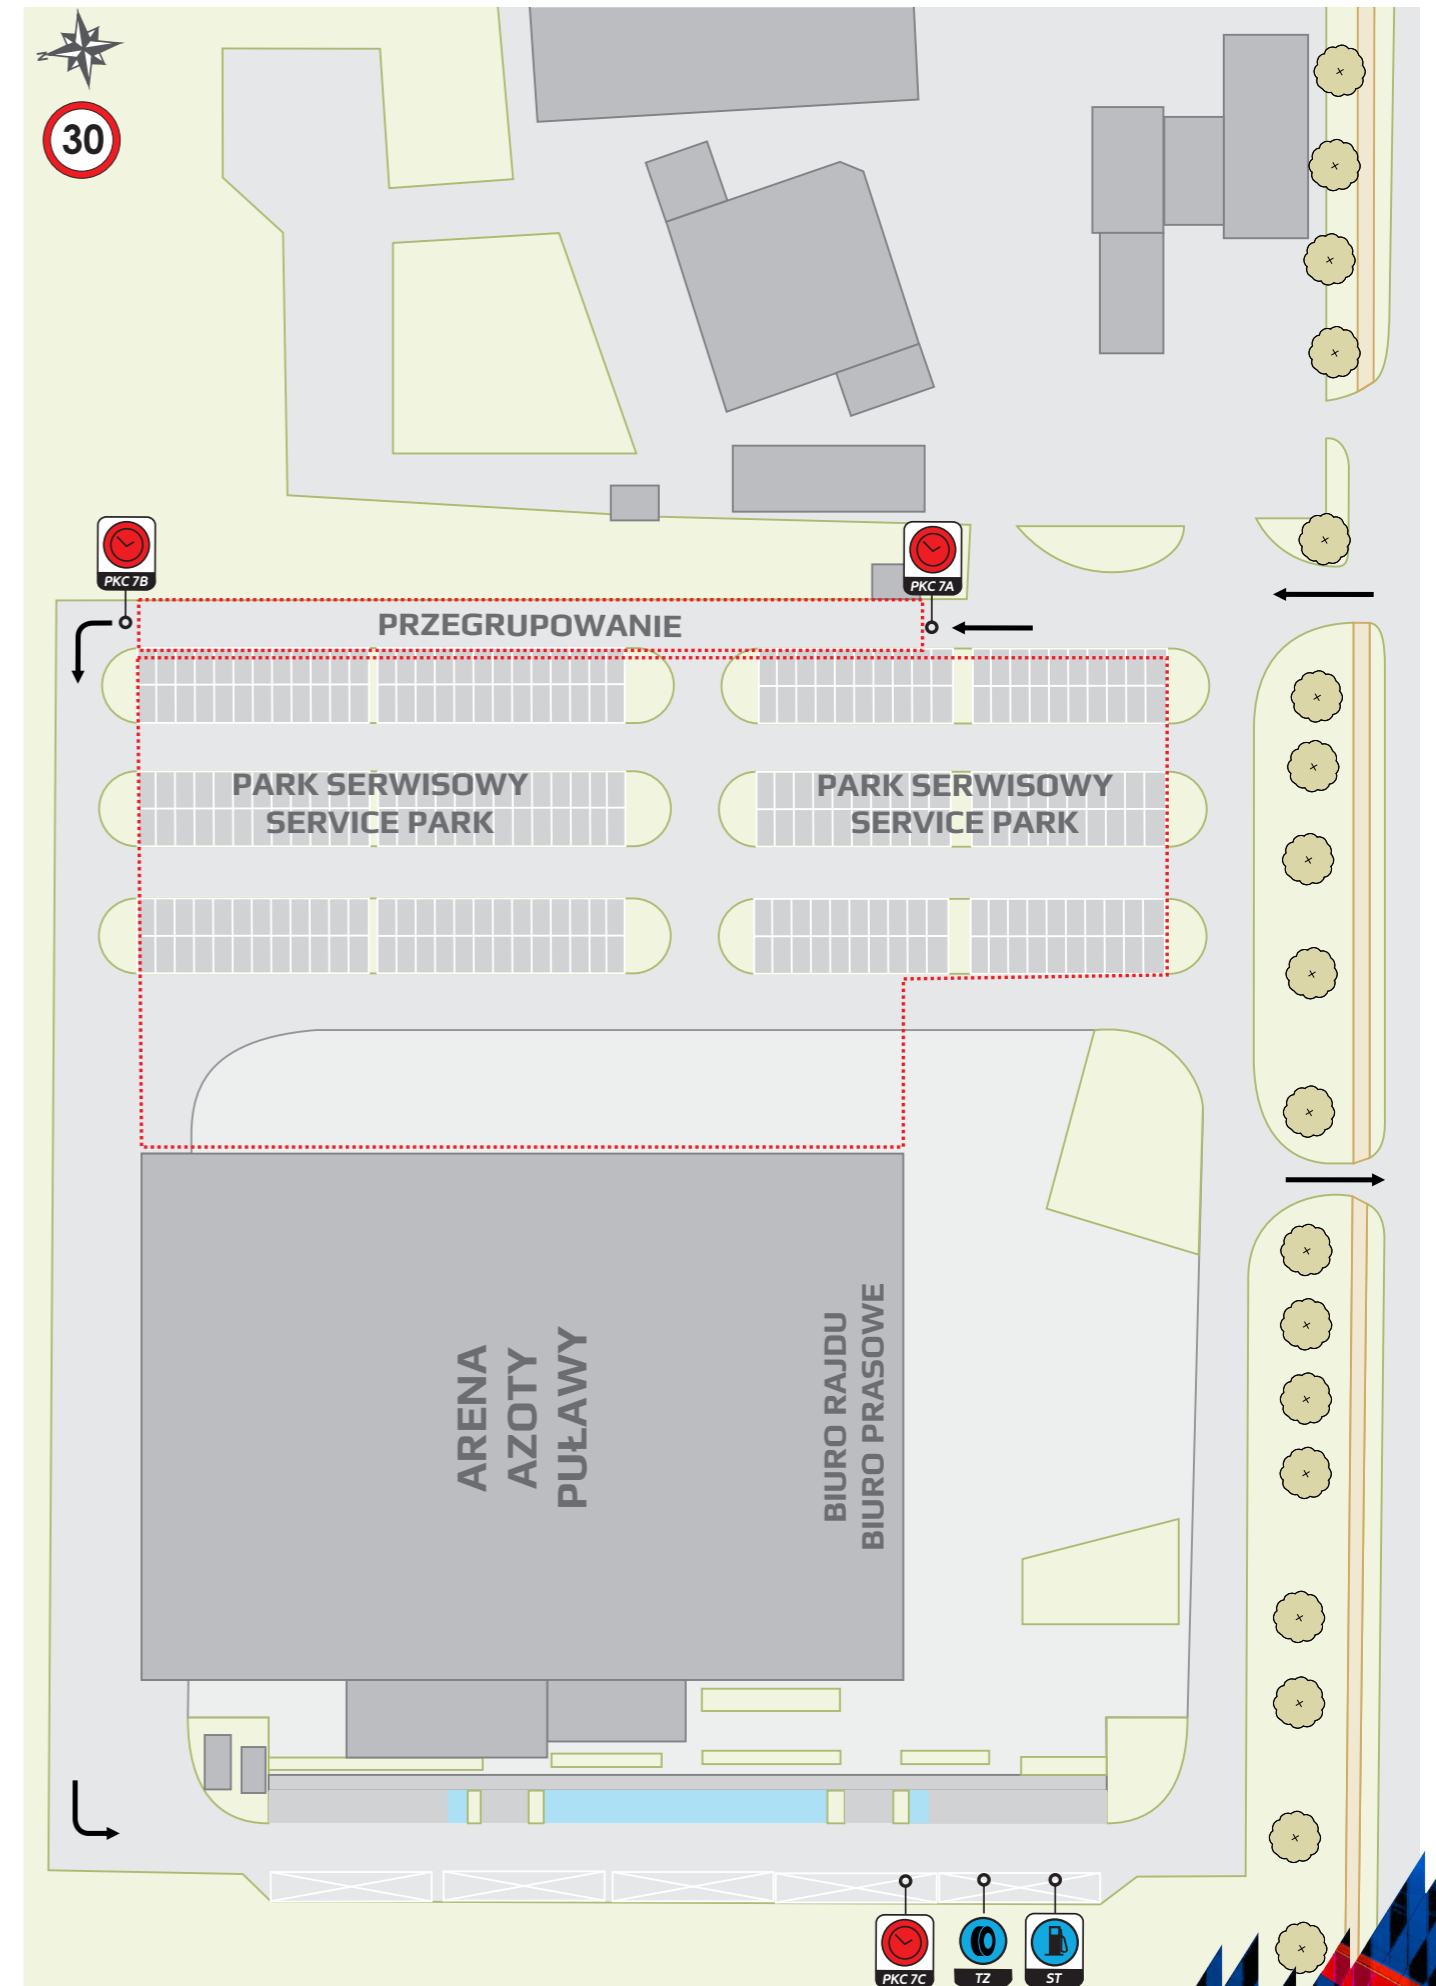 N
30
PKC 7B
PKC 7A
PRZEGRUPOWANIE
PARK SERWISOWY
SERVICE PARK
PARK SERWISOWY
SERVICE PARK
ARENA
AZOTY
PUŁAWY
BIURO RAJDU
BIURO PRASOWE
PKC 7C
TZ
ST